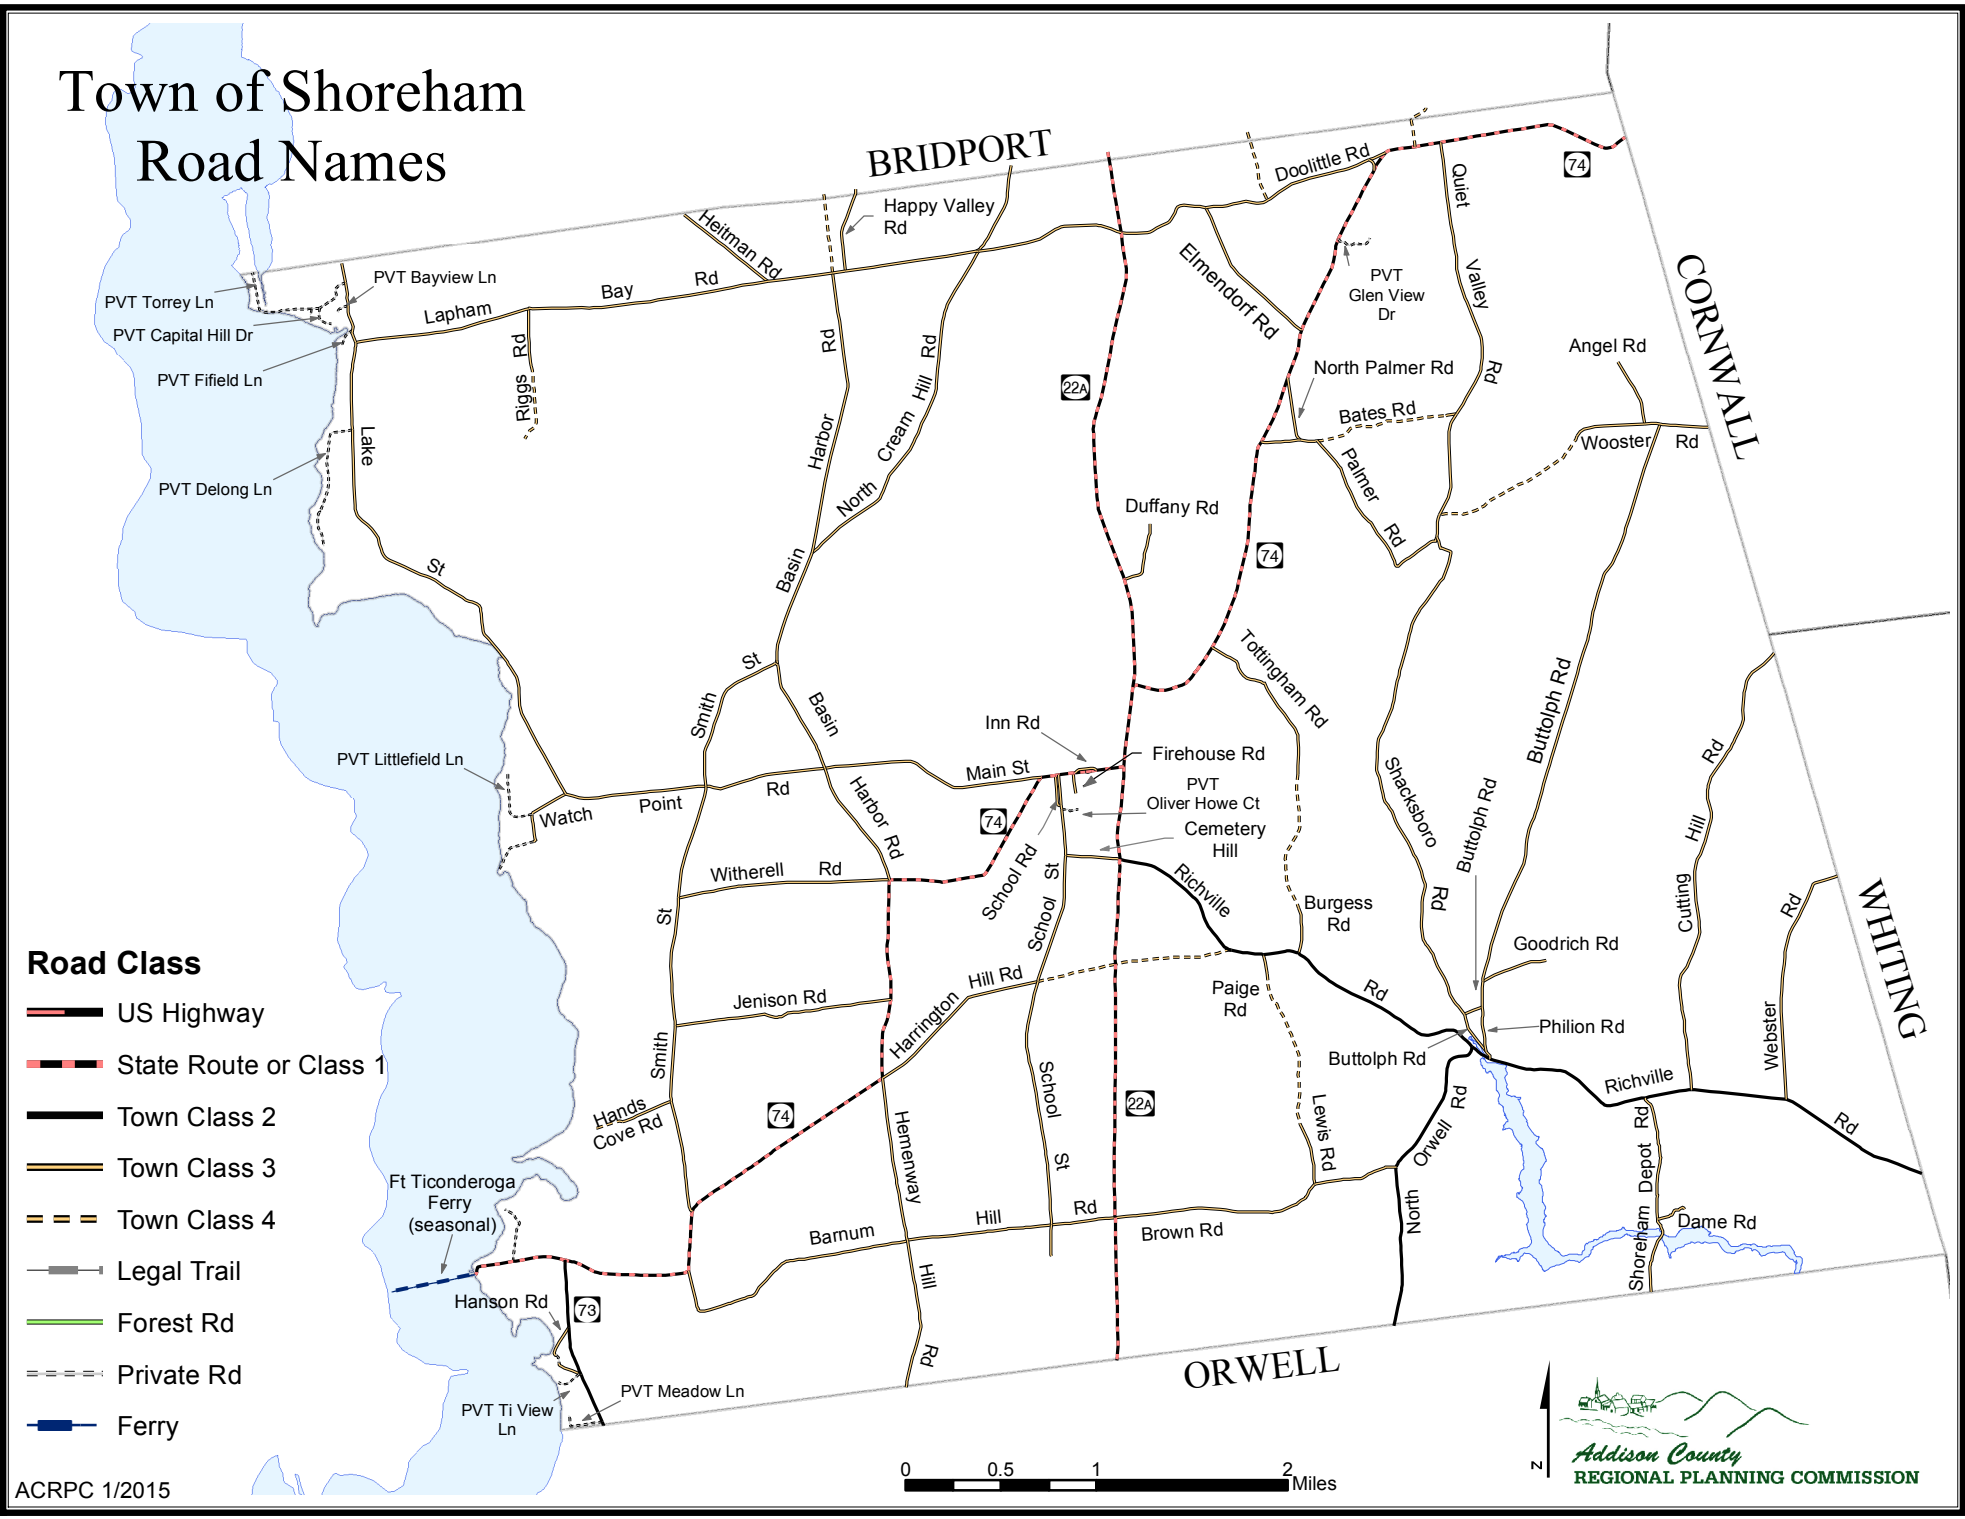 Town of Shoreham
Road Names
BRIDPORT
CORNWALL
WHITING
ORWELL
Doolittle Rd
74
Quiet
Valley
Rd
Happy Valley
Rd
Heitman Rd
PVT Bayview Ln
PVT Torrey Ln
PVT Capital Hill Dr
PVT Fifield Ln
Lapham
Bay
Rd
Riggs Rd
Rd
Harbor
Basin
North
Cream
Hill
Rd
Elmendorf Rd
PVT
Glen View
Dr
22A
North Palmer Rd
Angel Rd
Bates Rd
Wooster
Rd
Palmer
Rd
Lake
St
PVT Delong Ln
Duffany Rd
74
Tottingham Rd
Buttolph Rd
Smith
St
Basin
Harbor Rd
Inn Rd
Firehouse Rd
Main St
PVT
Oliver Howe Ct
Cemetery
Hill
PVT Littlefield Ln
Watch
Point
Rd
74
School Rd
School
St
Witherell
Rd
Richville
Shacksboro
Rd
Buttolph Rd
Cutting
Hill
Rd
Webster
Rd
Burgess
Rd
Goodrich Rd
Harrington
Hill Rd
Jenison Rd
Paige
Rd
Rd
Philion Rd
Buttolph Rd
St
Smith
Hands
Cove Rd
74
Hemenway
Hill
Rd
School
St
22A
Lewis Rd
Orwell
Rd
North
Richville
Rd
Shoreham
Depot
Rd
Dame Rd
Barnum
Hill
Rd
Brown Rd
Ft Ticonderoga
Ferry
(seasonal)
Hanson Rd
73
PVT Meadow Ln
PVT Ti View
Ln
Road Class
US Highway
State Route or Class 1
Town Class 2
Town Class 3
Town Class 4
Legal Trail
Forest Rd
Private Rd
Ferry
ACRPC 1/2015
0
0.5
1
2
Miles
N
Addison County
REGIONAL PLANNING COMMISSION